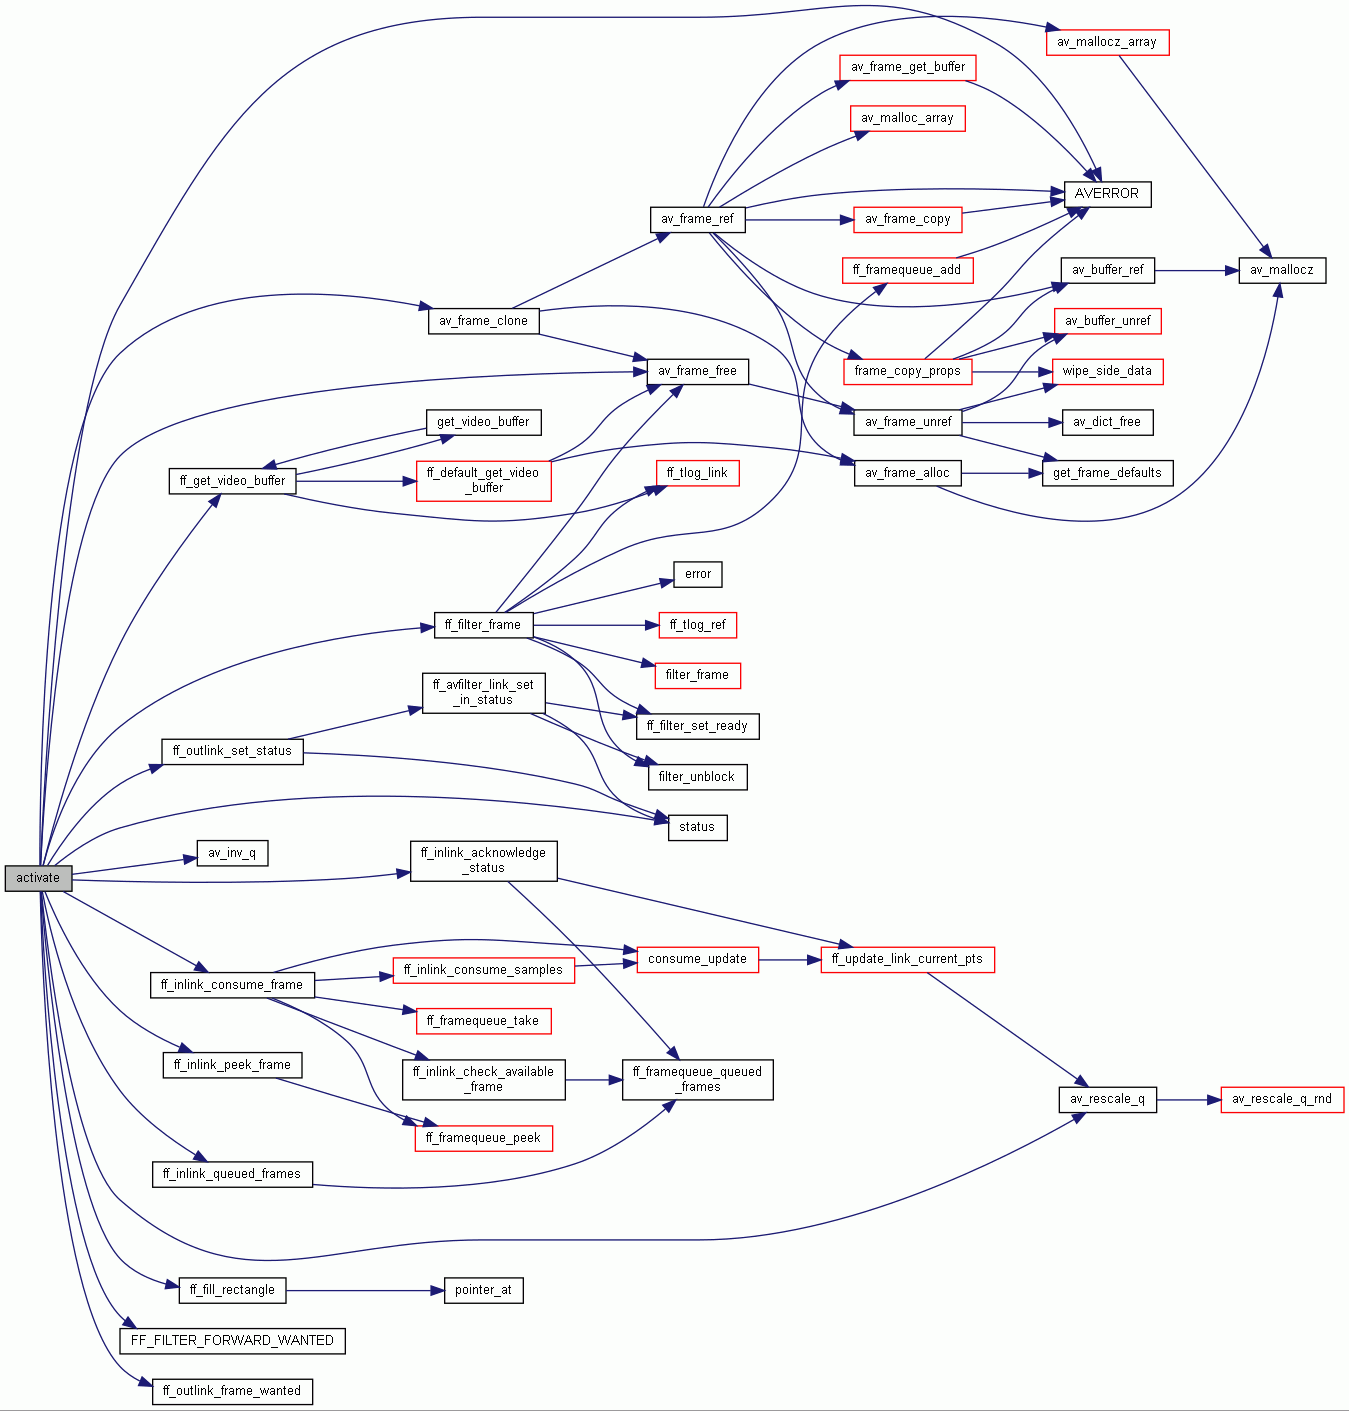 av_mallocz_array
av_frame_get_buffer
av_malloc_array
AVERROR
av_frame_ref
av_frame_copy
ff_framequeue_add
av_buffer_ref
av_mallocz
av_frame_clone
av_buffer_unref
av_frame_free
frame_copy_props
wipe_side_data
get_video_buffer
av_frame_unref
av_dict_free
ff_get_video_buffer
ff_default_get_video
_buffer
ff_tlog_link
av_frame_alloc
get_frame_defaults
error
ff_filter_frame
ff_tlog_ref
filter_frame
ff_avfilter_link_set
_in_status
ff_filter_set_ready
ff_outlink_set_status
filter_unblock
status
av_inv_q
ff_inlink_acknowledge
_status
activate
consume_update
ff_update_link_current_pts
ff_inlink_consume_samples
ff_inlink_consume_frame
ff_framequeue_take
ff_inlink_peek_frame
ff_inlink_check_available
_frame
ff_framequeue_queued
_frames
av_rescale_q
av_rescale_q_rnd
ff_framequeue_peek
ff_inlink_queued_frames
ff_fill_rectangle
pointer_at
FF_FILTER_FORWARD_WANTED
ff_outlink_frame_wanted